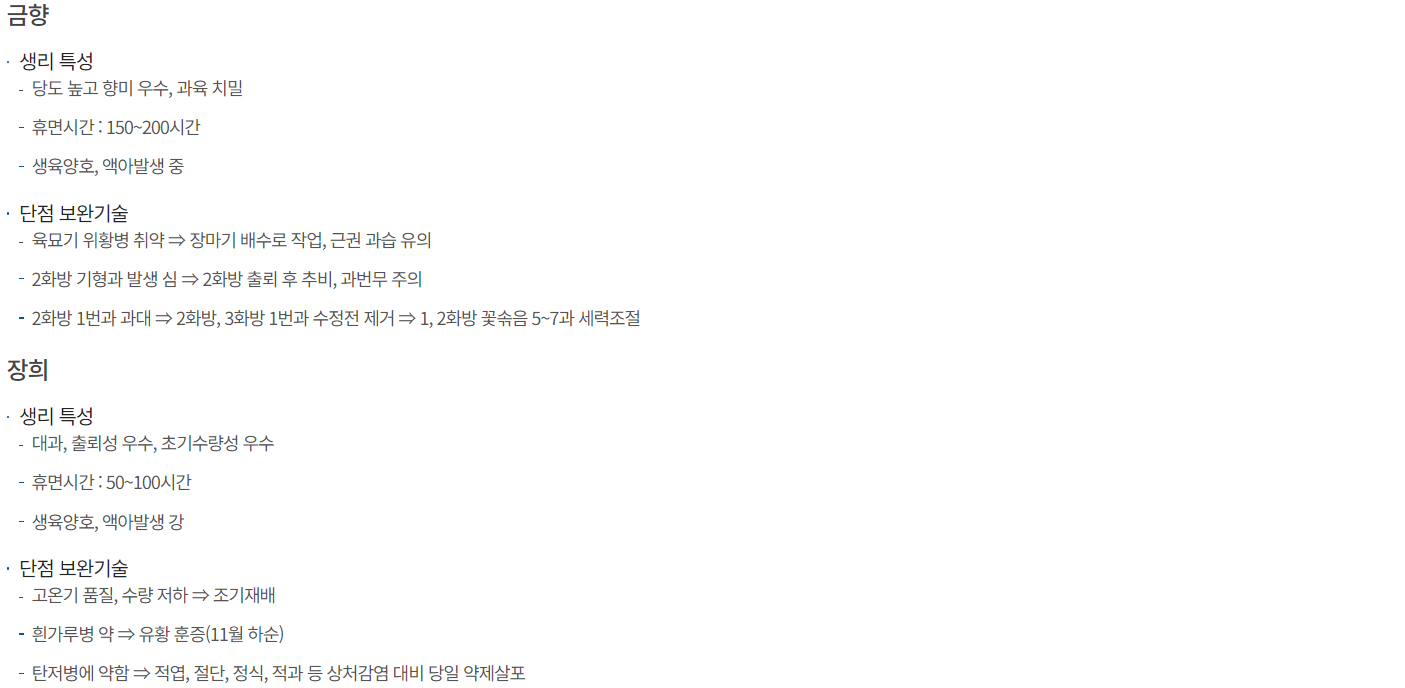 금향
· 생리 특성
- 당도 높고 향미 우수, 과육 치밀
- 휴면시간 : 150~200시간
- 생육양호, 액아발생 중
· 단점 보완기술
- 육묘기 위황병 취약 ⇒ 장마기 배수로 작업, 근권 과습 유의
- 2화방 기형과 발생 심 ⇒ 2화방 출뢰 후 추비, 과번무 주의
- 2화방 1번과 과대 ⇒ 2화방, 3화방 1번과 수정전 제거 ⇒ 1, 2화방 꽃솎음 5~7과 세력조절
장희
· 생리 특성
- 대과, 출뢰성 우수, 초기수량성 우수
- 휴면시간 : 50~100시간
- 생육양호, 액아발생 강
· 단점 보완기술
- 고온기 품질, 수량 저하 ⇒ 조기재배
- 흰가루병 약 ⇒ 유황 훈증(11월 하순)
- 탄저병에 약함 ⇒ 적엽, 절단, 정식, 적과 등 상처감염 대비 당일 약제살포